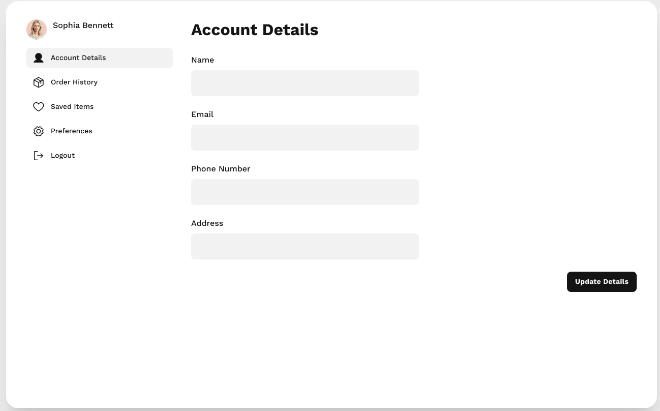 Sophia Bennett
Account Details
Order History
Saved Items
Preferences
Logout
Account Details
Name
Email
Phone Number
Address
Update Details